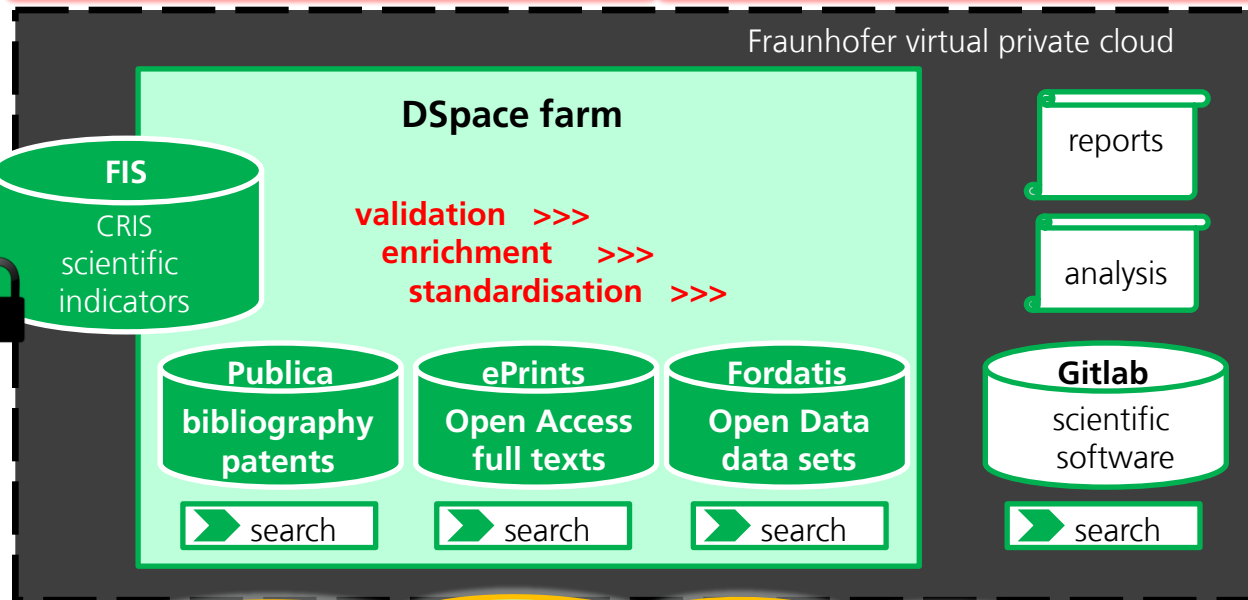 Fraunhofer virtual private cloud
DSpace farm
FIS
CRIS
scientific
indicators
validation >>>
enrichment >>>
standardisation >>>
reports
analysis
Publica
bibliography
patents
ePrints
Open Access
full texts
Fordatis
Open Data
data sets
Gitlab
scientific
software
search
search
search
search